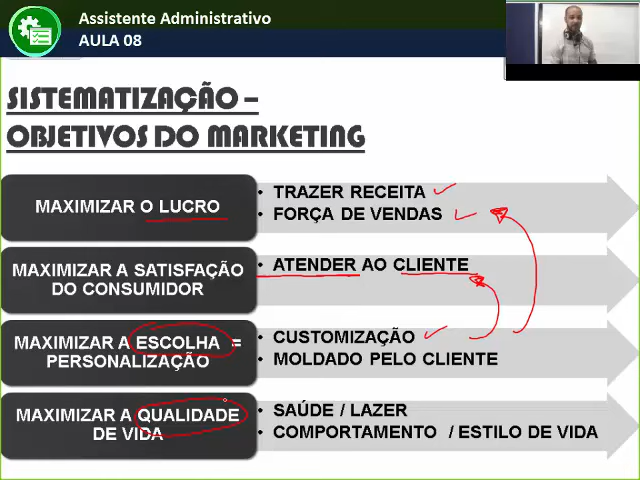 Assistente Administrativo
AULA 08
SISTEMATIZAÇÃO –
OBJETIVOS DO MARKETING
MAXIMIZAR O LUCRO
• TRAZER RECEITA
• FORÇA DE VENDAS
MAXIMIZAR A SATISFAÇÃO
DO CONSUMIDOR
• ATENDER AO CLIENTE
MAXIMIZAR A ESCOLHA =
PERSONALIZAÇÃO
• CUSTOMIZAÇÃO
• MOLDADO PELO CLIENTE
MAXIMIZAR A QUALIDADE
DE VIDA
• SAÚDE / LAZER
• COMPORTAMENTO / ESTILO DE VIDA